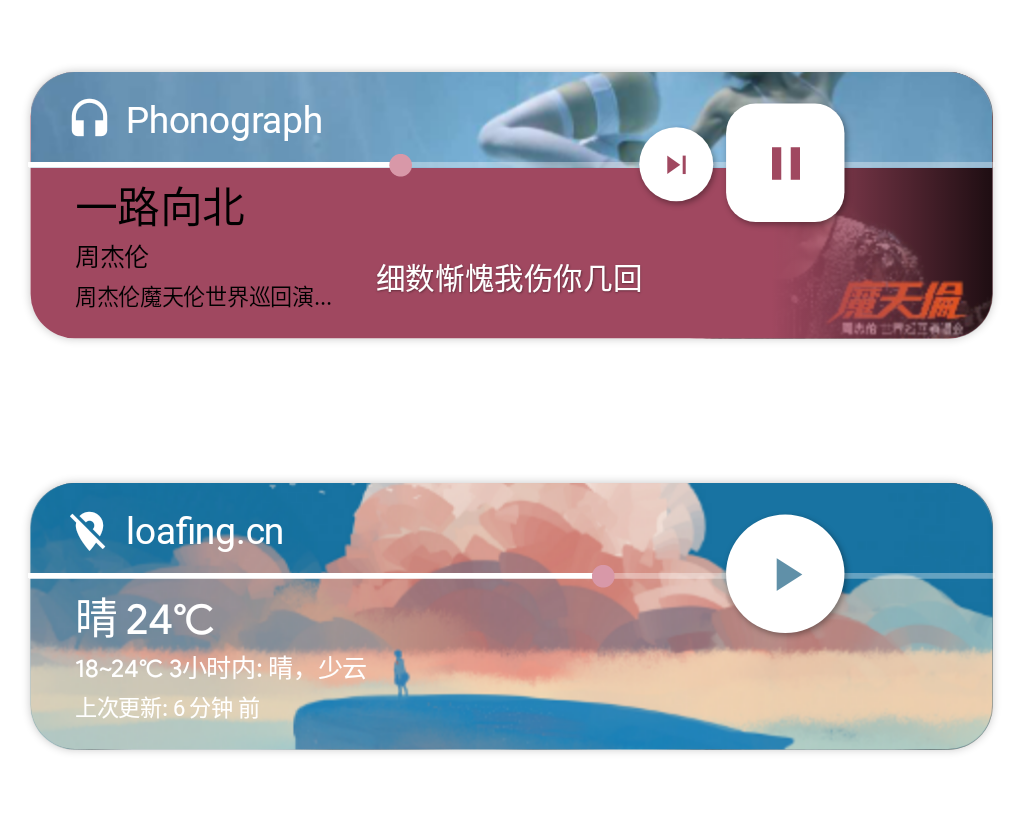 Phonograph
一路向北
周杰伦
周杰伦魔天伦世界巡回演...
细数惭愧我伤你几回
魔天倫
周杰伦世界巡回演唱会
loafing.cn
晴 24℃
18~24℃ 3小时内: 晴，少云
上次更新: 6 分钟 前